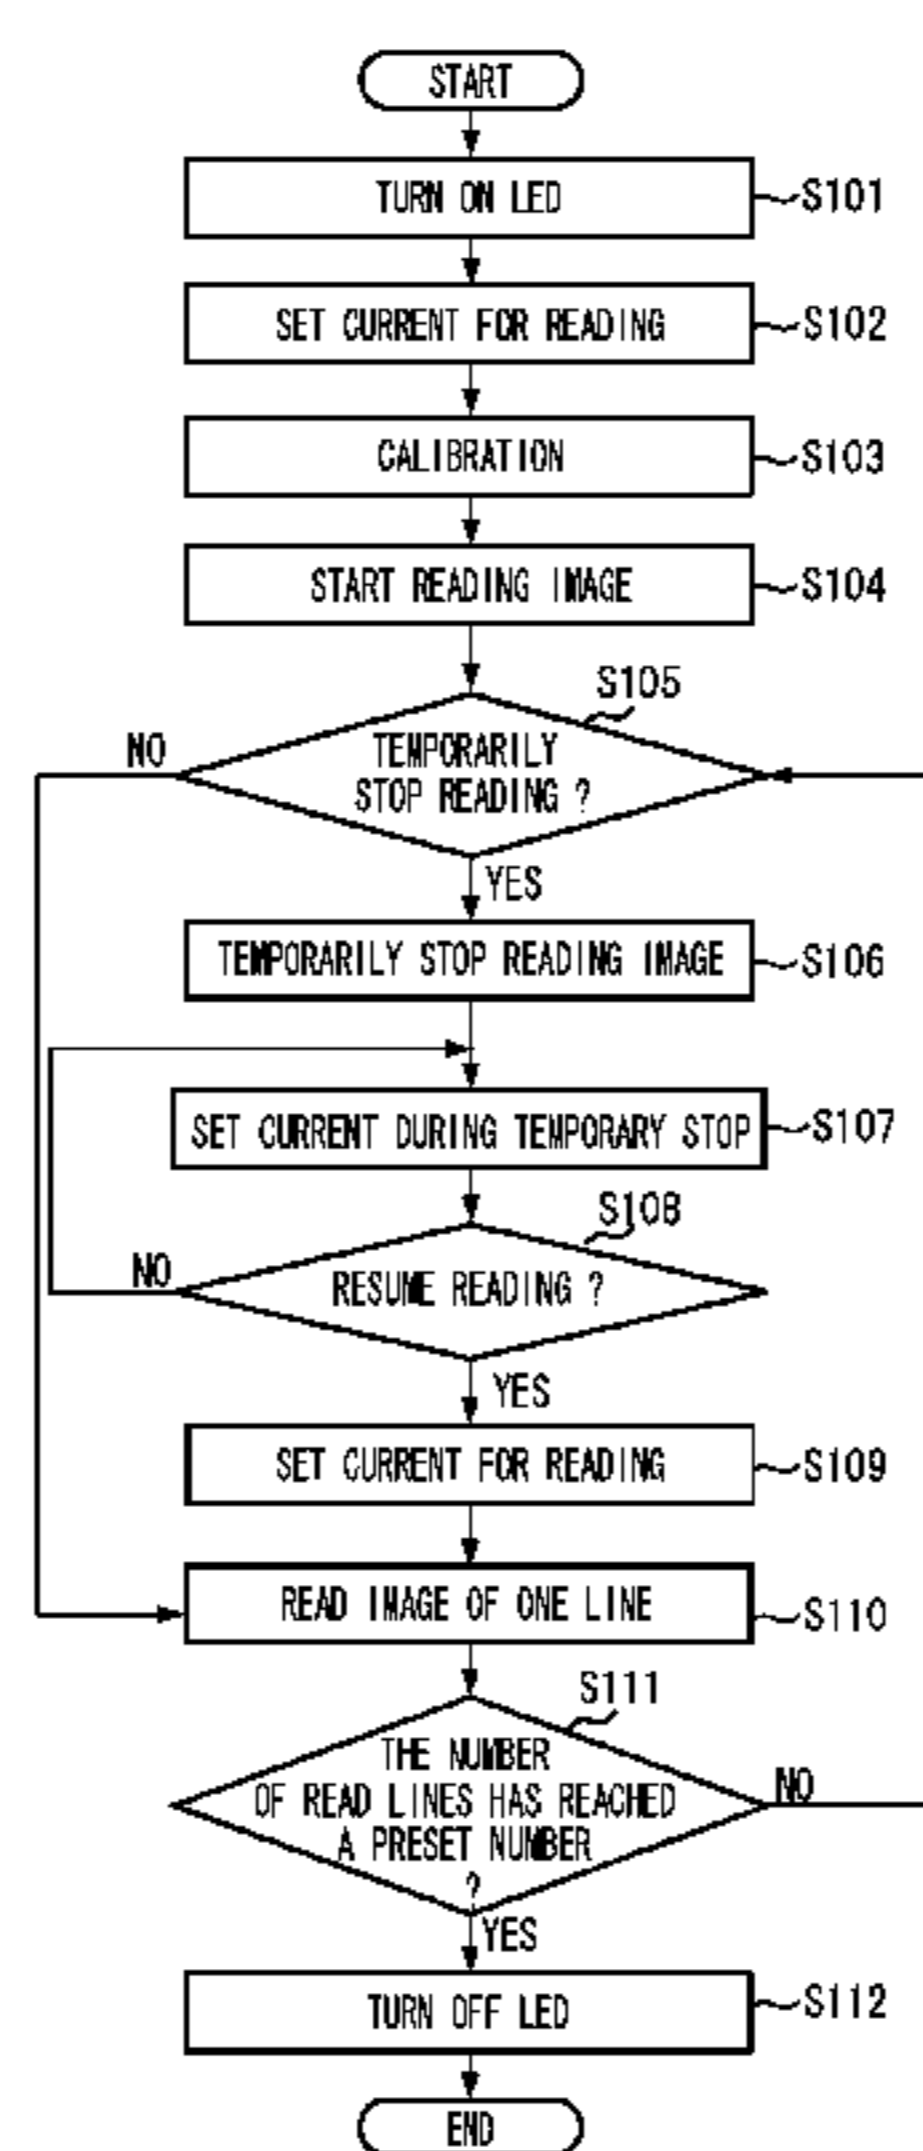 START
TURN ON LED
S101
SET CURRENT FOR READING
S102
CALIBRATION
S103
START READING IMAGE
S104
S105
NO
TEMPORARILY
STOP READING ?
YES
TEMPORARILY STOP READING IMAGE
S106
SET CURRENT DURING TEMPORARY STOP
S107
S108
NO
RESUME READING ?
YES
SET CURRENT FOR READING
S109
READ IMAGE OF ONE LINE
S110
S111
THE NUMBER
OF READ LINES HAS REACHED
A PRESET NUMBER
?
NO
YES
TURN OFF LED
S112
END